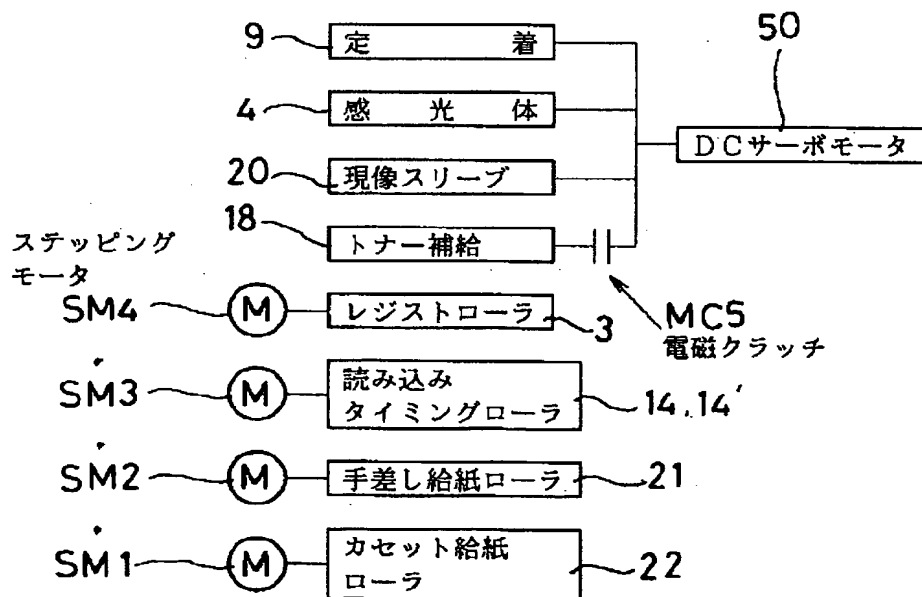 9 定着
50
4 感光体
DCサーボモータ
20 現像スリーブ
18 トナー補給
ステッピング
モータ
SM4 M レジストローラ 3
MC5
電磁クラッチ
SM3 M 読み込み
タイミングローラ 14,14'
SM2 M 手差し給紙ローラ 21
SM1 M カセット給紙
ローラ 22